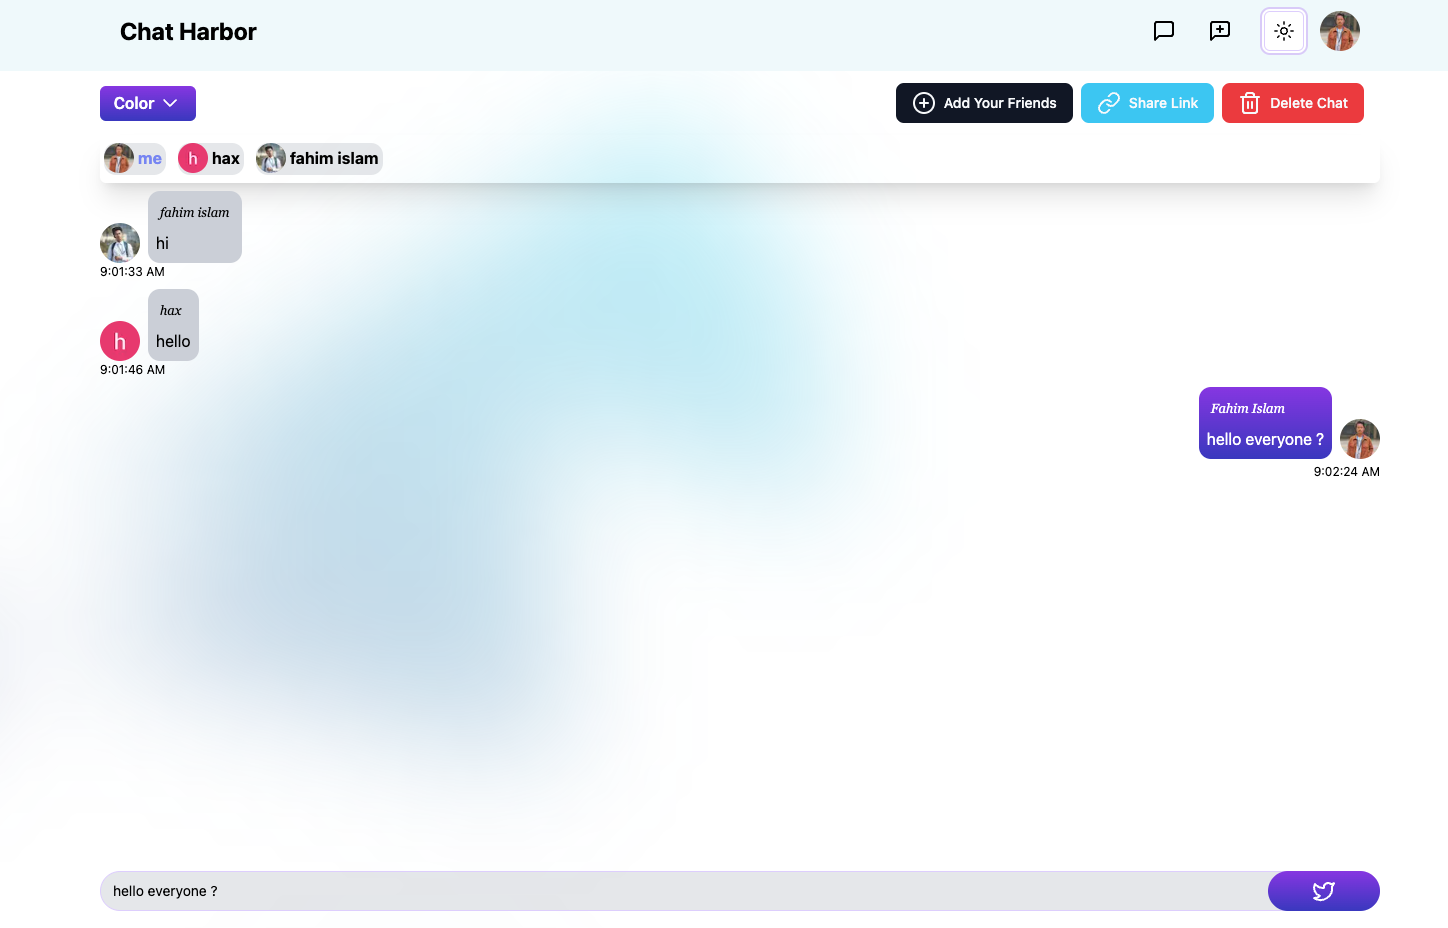 Chat Harbor
Color
Add Your Friends
Share Link
Delete Chat
me
h
hax
fahim islam
fahim islam
hi
9:01:33 AM
hax
h
hello
9:01:46 AM
Fahim Islam
hello everyone ?
9:02:24 AM
hello everyone ?